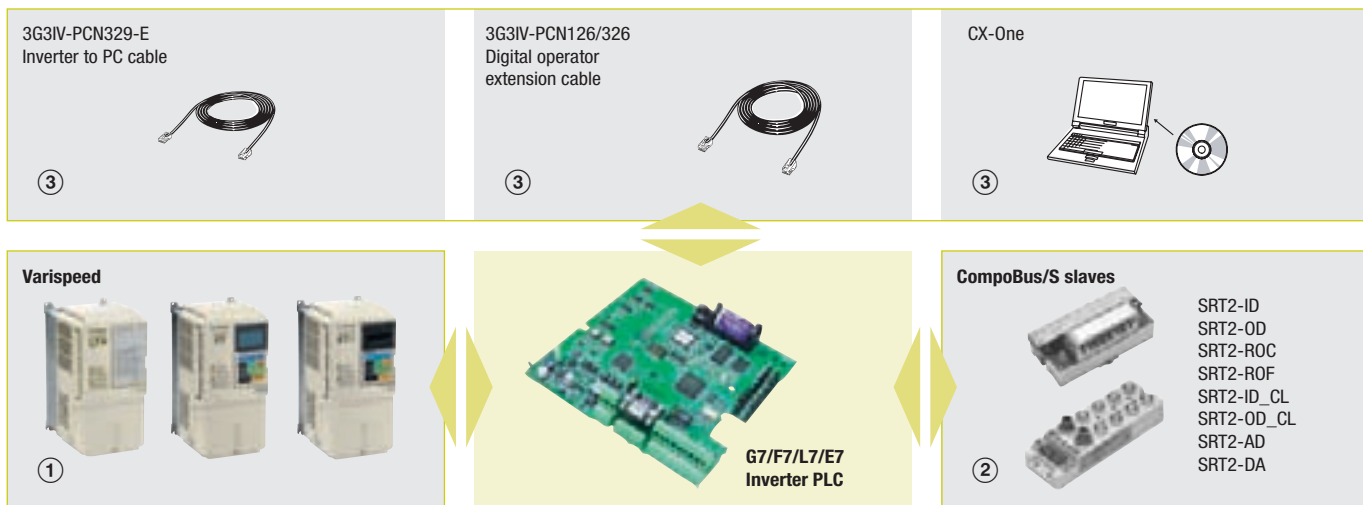 3G3IV-PCN329-E
Inverter to PC cable
③
3G3IV-PCN126/326
Digital operator
extension cable
③
CX-One
③
Varispeed
①
G7/F7/L7/E7
Inverter PLC
CompoBus/S slaves
SRT2-ID
SRT2-OD
SRT2-ROC
SRT2-ROF
SRT2-ID_CL
SRT2-OD_CL
SRT2-AD
SRT2-DA
②